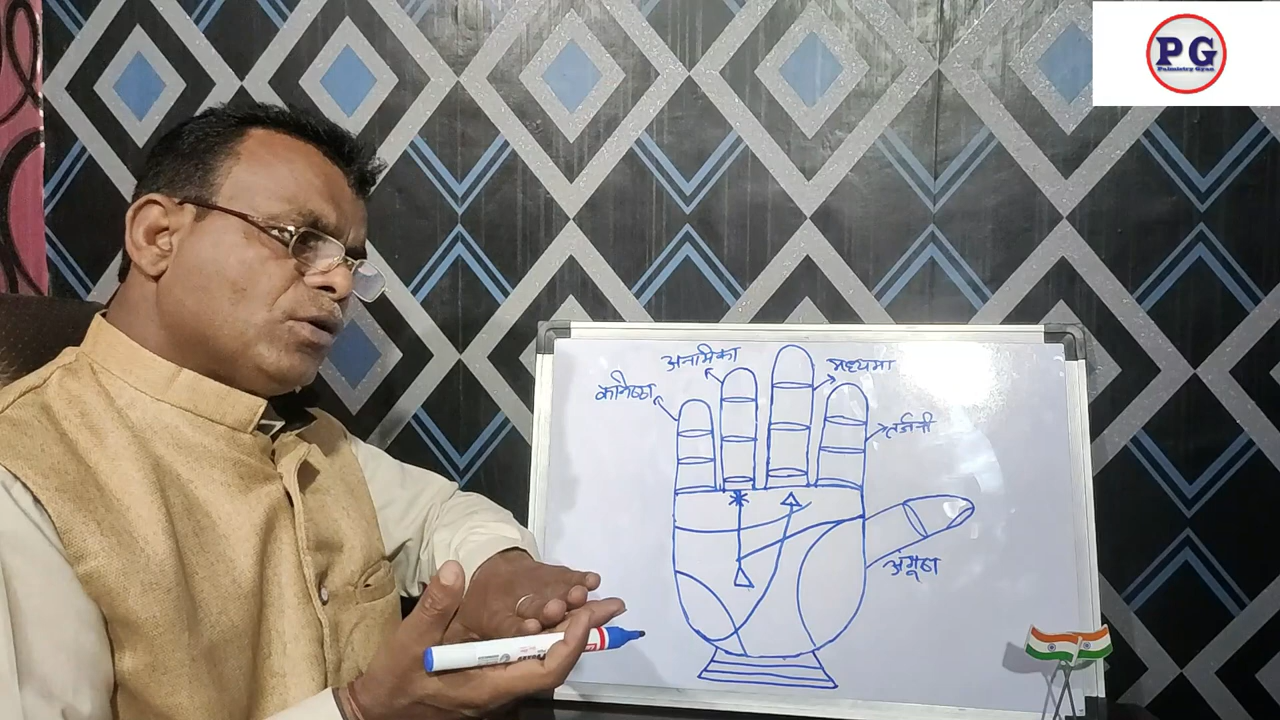 PG
Palmistry Gyan
अनामिका
मध्यमा
कनिष्ठा
तर्जनी
अंगूठा